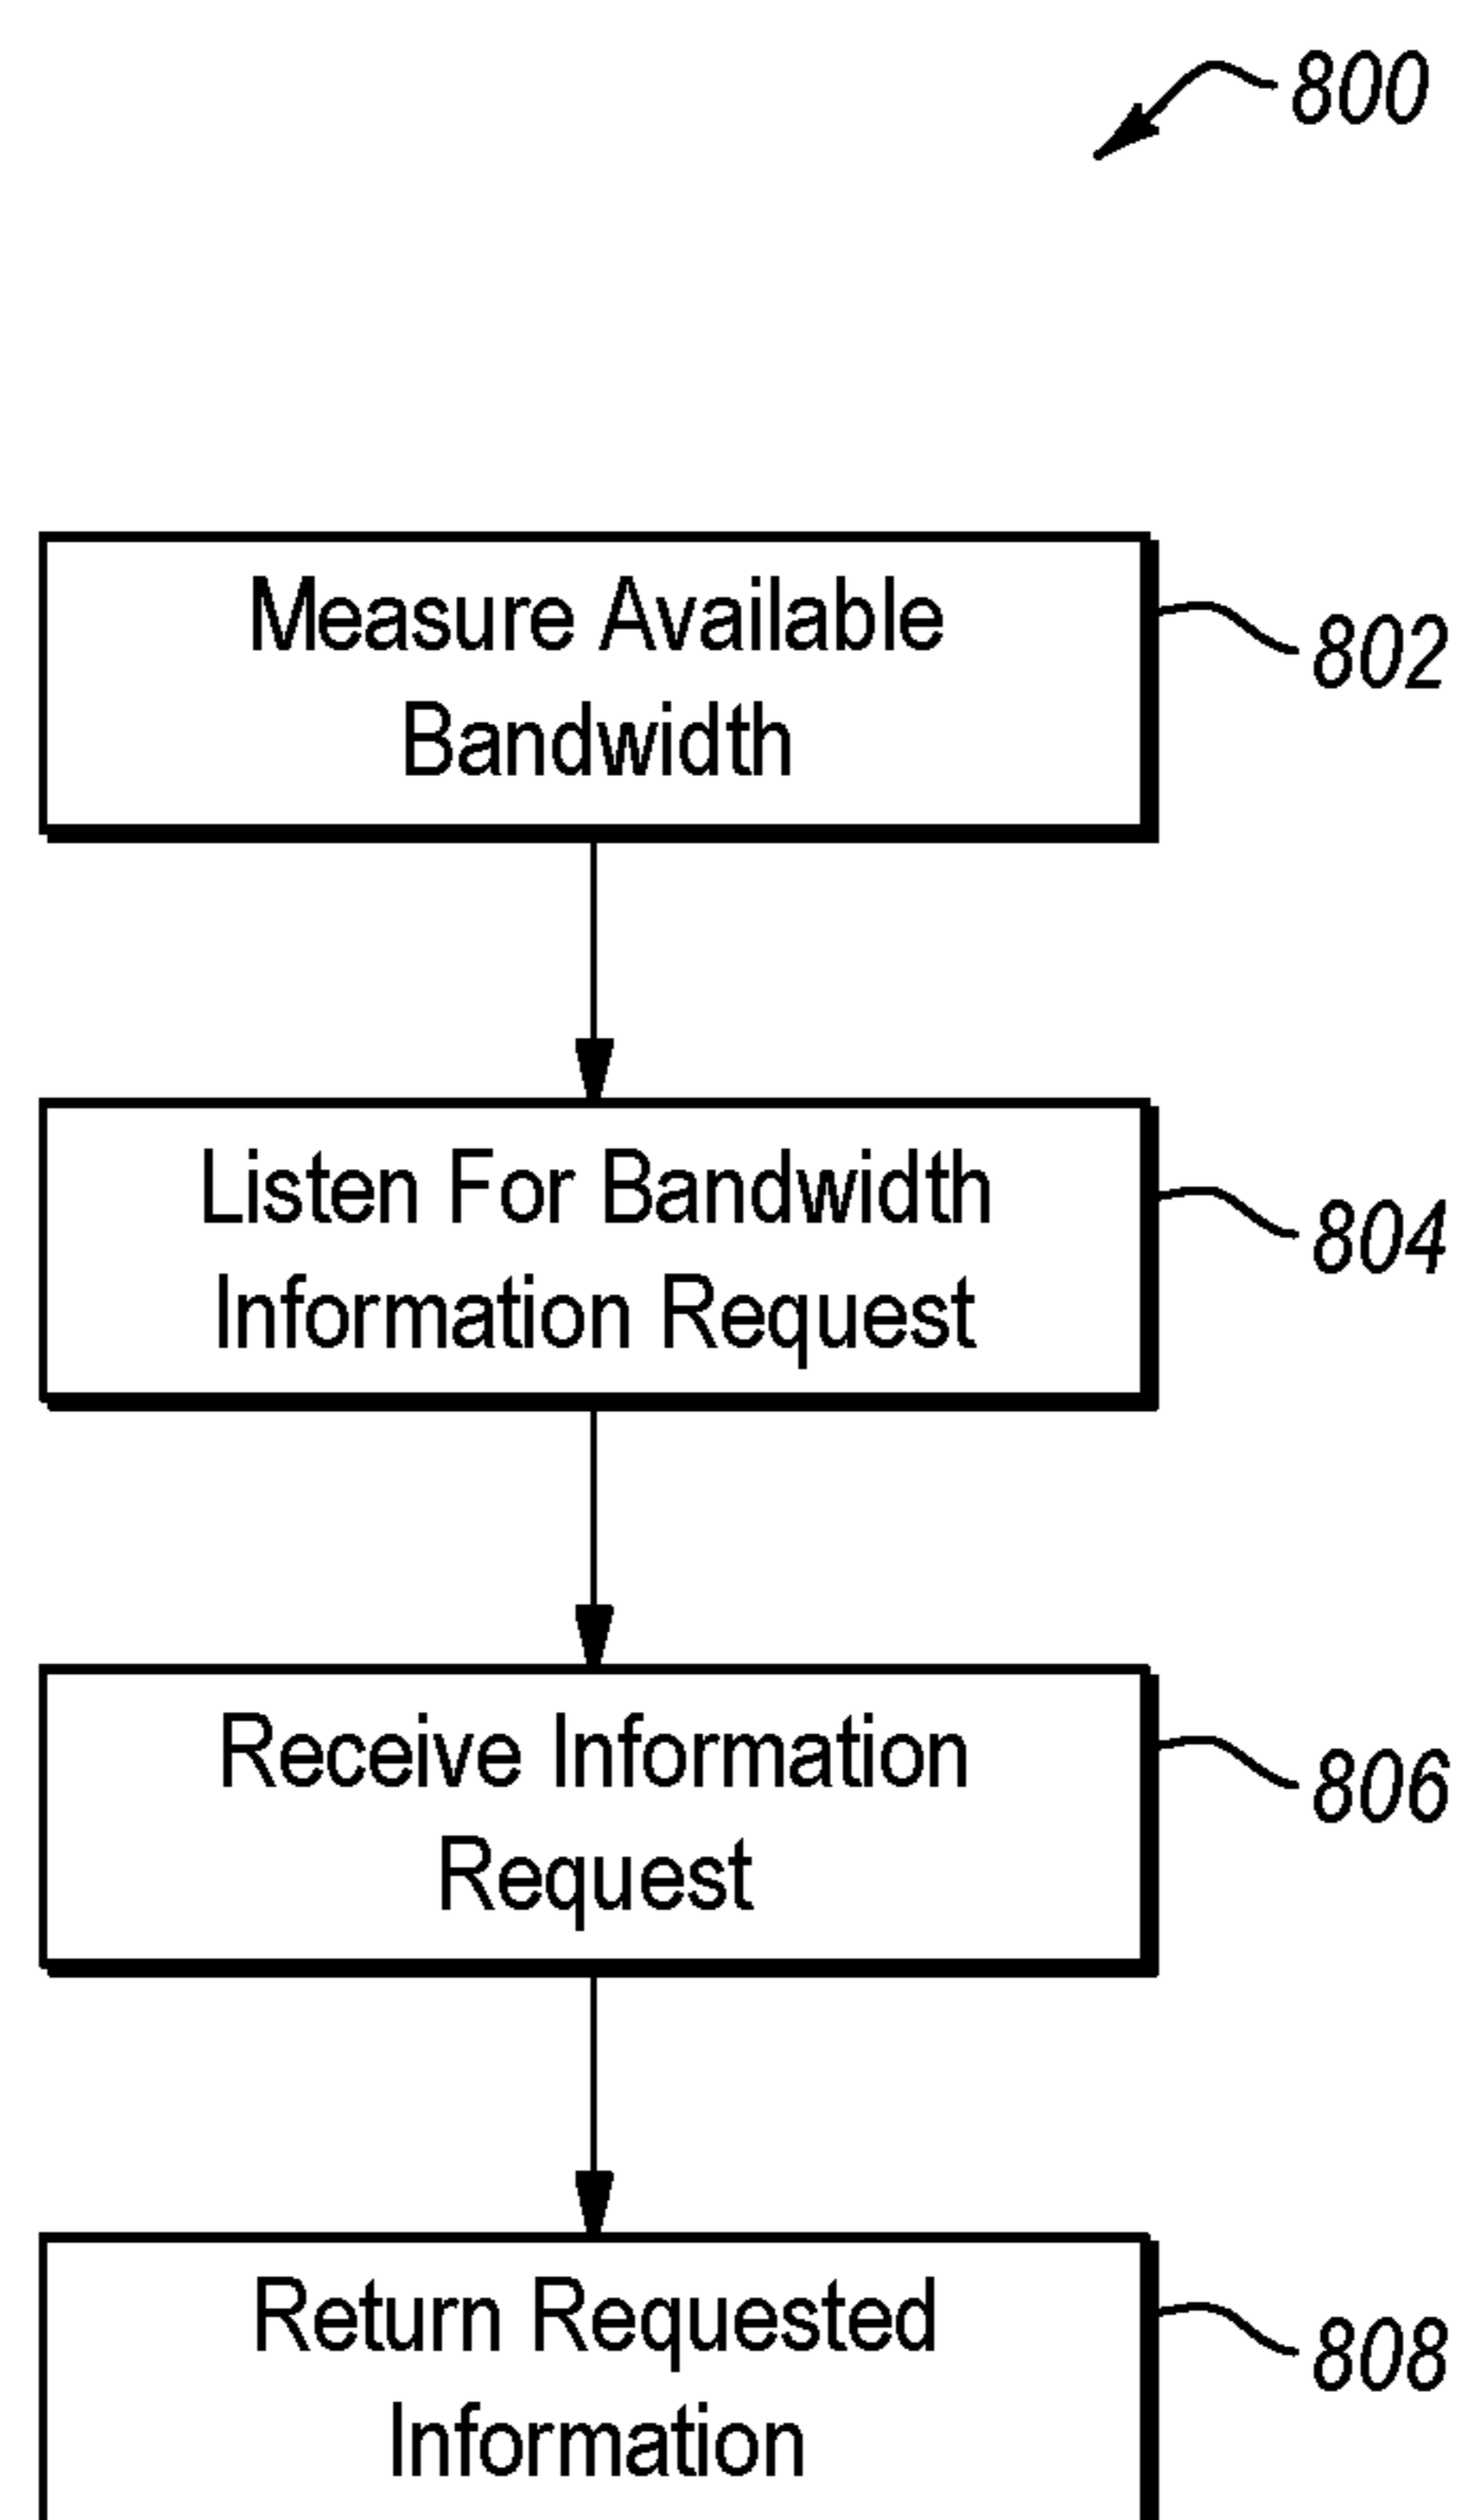 800
Measure Available
Bandwidth
802
Listen For Bandwidth
Information Request
804
Receive Information
Request
806
Return Requested
Information
808